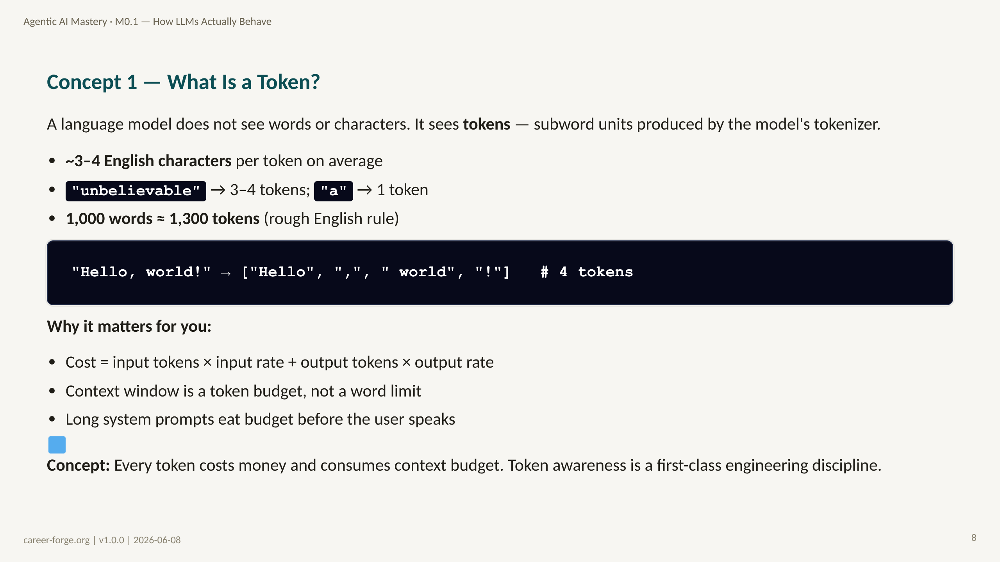 Agentic AI Mastery · M0.1 — How LLMs Actually Behave
Concept 1 — What Is a Token?
A language model does not see words or characters. It sees tokens — subword units produced by the model's tokenizer.
• ~3–4 English characters per token on average
• "unbelievable" → 3–4 tokens; "a" → 1 token
• 1,000 words ≈ 1,300 tokens (rough English rule)
"Hello, world!" → ["Hello", ",", " world", "!"]   # 4 tokens
Why it matters for you:
• Cost = input tokens × input rate + output tokens × output rate
• Context window is a token budget, not a word limit
• Long system prompts eat budget before the user speaks
Concept: Every token costs money and consumes context budget. Token awareness is a first-class engineering discipline.
career-forge.org | v1.0.0 | 2026-06-08
8